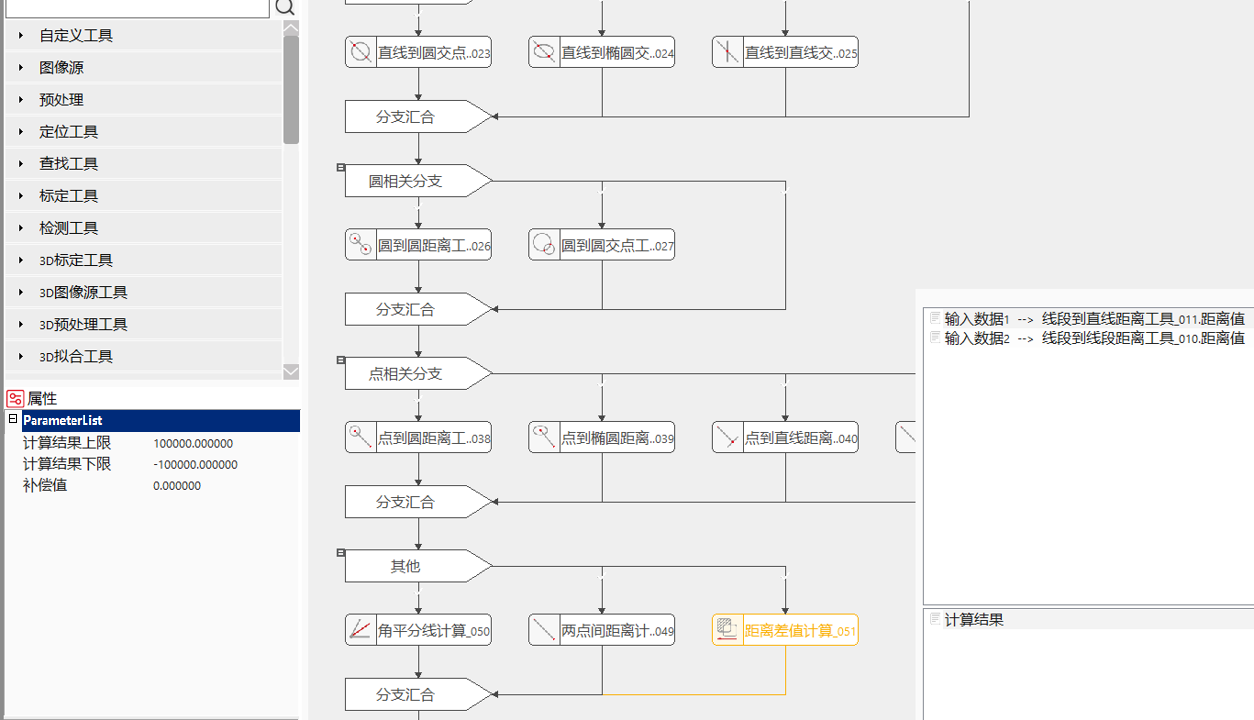 自定义工具
图像源
预处理
定位工具
查找工具
标定工具
检测工具
3D标定工具
3D图像源工具
3D预处理工具
3D拟合工具
属性
ParameterList
计算结果上限 100000.000000
计算结果下限 -100000.000000
补偿值 0.000000
直线到圆交点..023
直线到椭圆交..024
直线到直线交..025
分支汇合
圆相关分支
圆到圆距离工..026
圆到圆交点工..027
分支汇合
点相关分支
点到圆距离工..038
点到椭圆距离..039
点到直线距离..040
分支汇合
其他
角平分线计算_050
两点间距离计..049
距离差值计算_051
分支汇合
输入数据1 --> 线段到直线距离工具_011.距离值
输入数据2 --> 线段到线段距离工具_010.距离值
计算结果